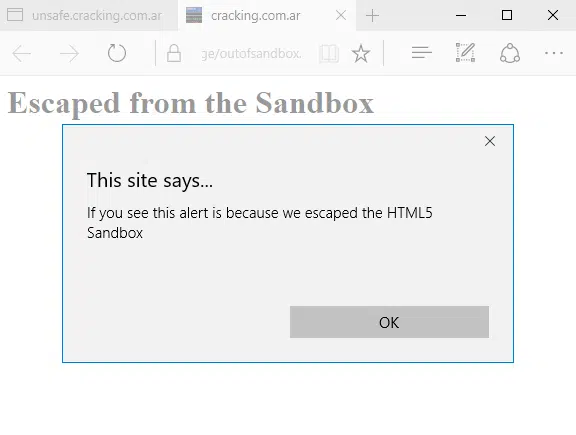 unsafe.cracking.com.ar
cracking.com.ar
ge/outofsandbox.
Escaped from the Sandbox
This site says...
If you see this alert is because we escaped the HTML5
Sandbox
OK